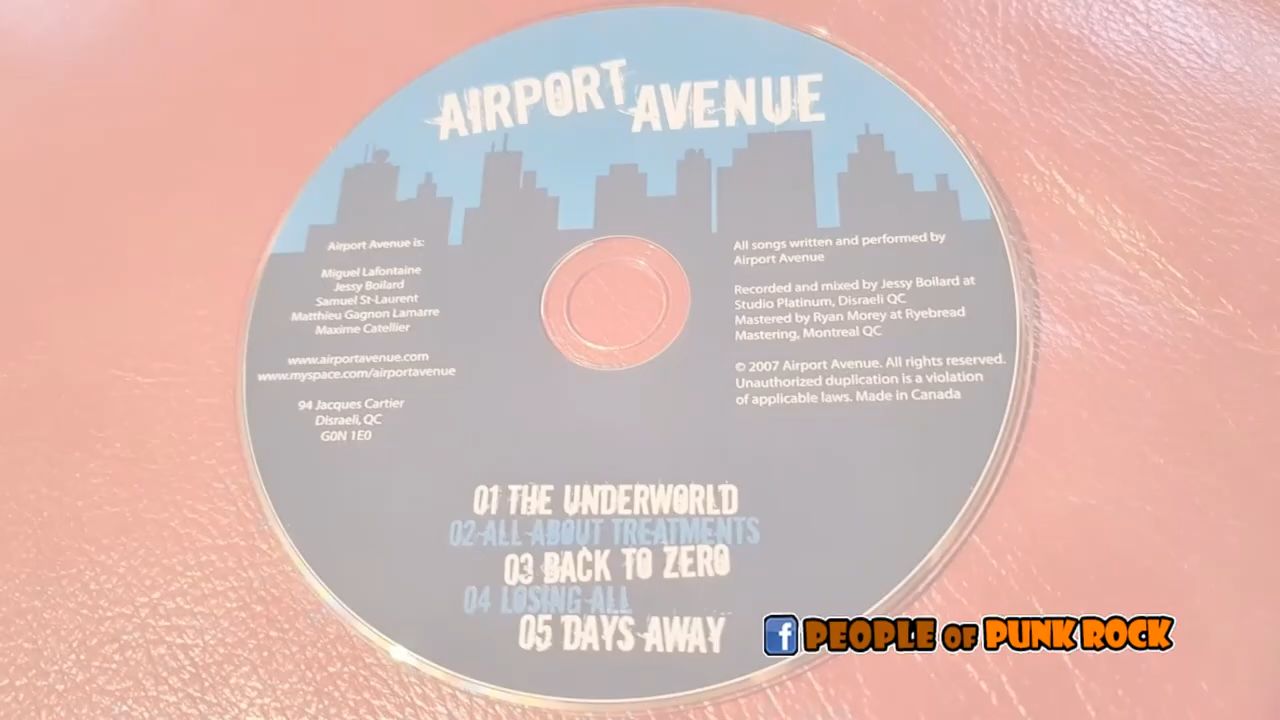 AIRPORT AVENUE
Airport Avenue is:
Miguel Lafontaine
Jessy Boilard
Samuel St-Laurent
Matthieu Gagnon Lamarre
Maxime Catellier
www.airportavenue.com
www.myspace.com/airportavenue
94 Jacques Cartier
Disraeli, QC
G0N 1E0
All songs written and performed by
Airport Avenue
Recorded and mixed by Jessy Boilard at
Studio Platinum, Disraeli QC
Mastered by Ryan Morey at Ryebread
Mastering, Montreal QC
© 2007 Airport Avenue. All rights reserved.
Unauthorized duplication is a violation
of applicable laws. Made in Canada
01 THE UNDERWORLD
02 ALL ABOUT TREATMENTS
03 BACK TO ZERO
04 LOSING ALL
05 DAYS AWAY
f PEOPLE OF PUNK ROCK